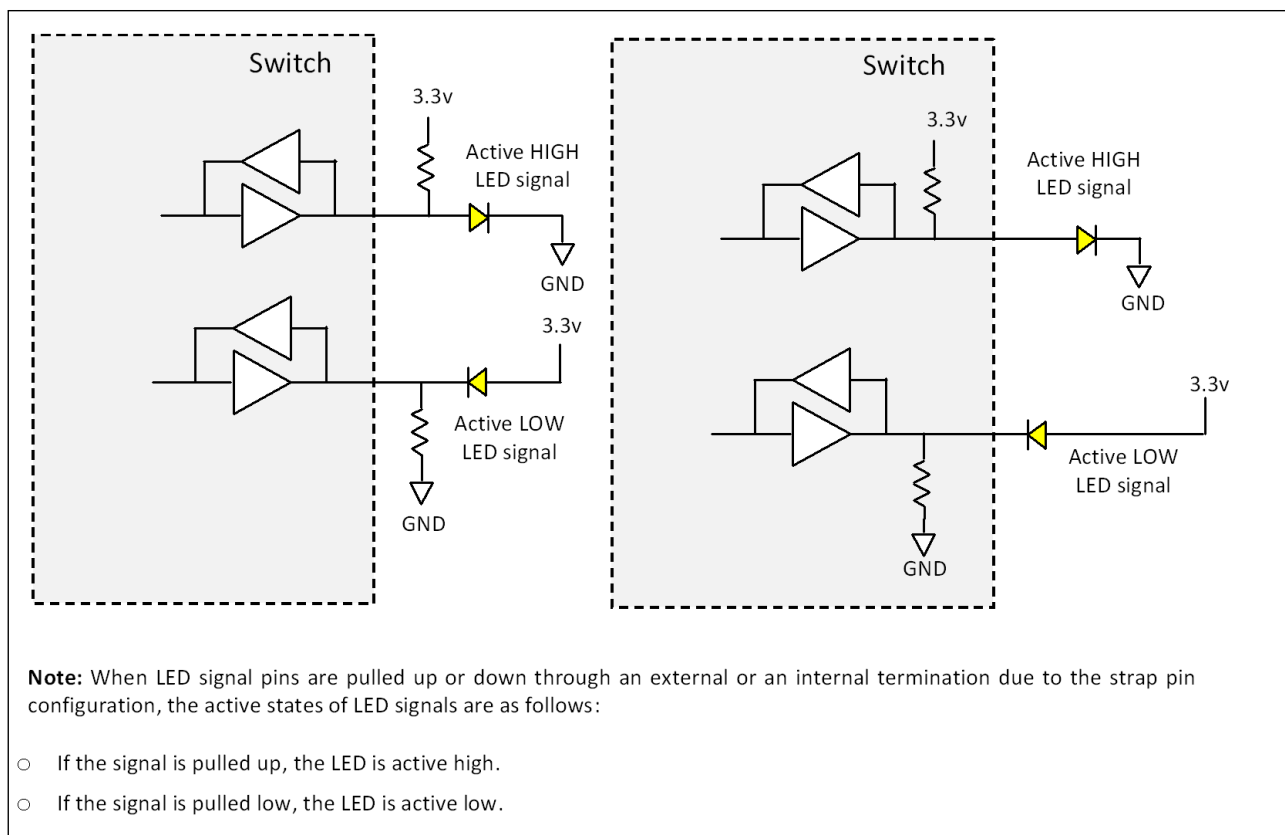 Switch
3.3v
Active HIGH
LED signal
GND
3.3v
Active LOW
LED signal
GND
Switch
3.3v
Active HIGH
LED signal
GND
3.3v
Active LOW
LED signal
GND
Note: When LED signal pins are pulled up or down through an external or an internal termination due to the strap pin
configuration, the active states of LED signals are as follows:
○ If the signal is pulled up, the LED is active high.
○ If the signal is pulled low, the LED is active low.